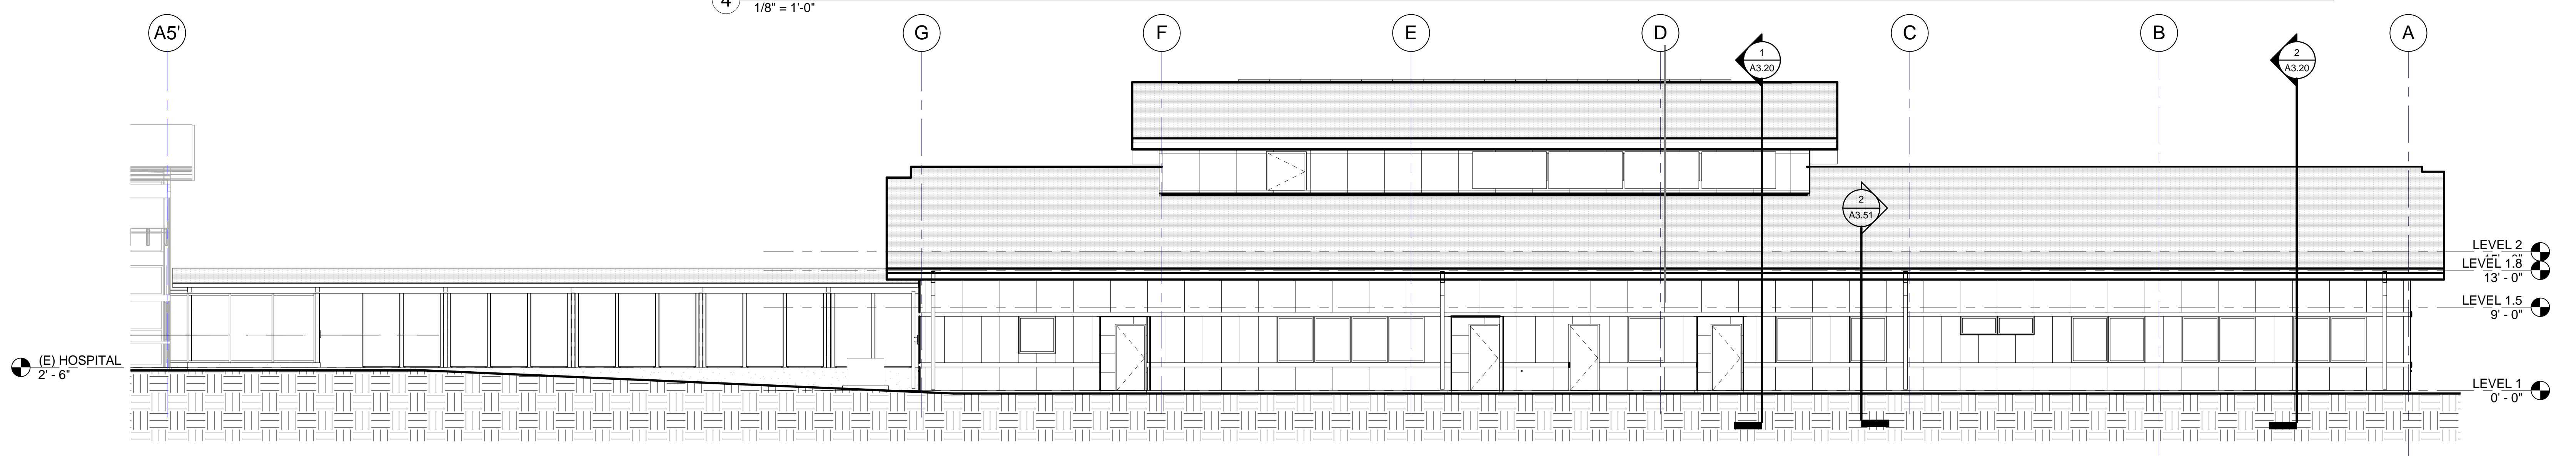 4
1/8" = 1'-0"
A5'
G
F
E
D
C
B
A
1
A3.20
2
A3.20
2
A3.51
LEVEL 2
LEVEL 1.8
13' - 0"
LEVEL 1.5
9' - 0"
(E) HOSPITAL
2' - 6"
LEVEL 1
0' - 0"